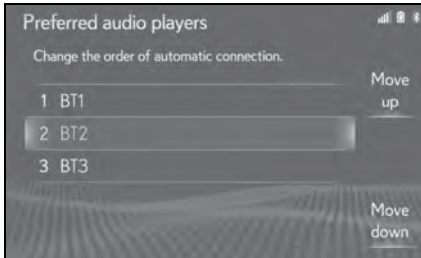 Preferred audio players
Change the order of automatic connection.
Move
up
1 BT1
2 BT2
3 BT3
Move
down